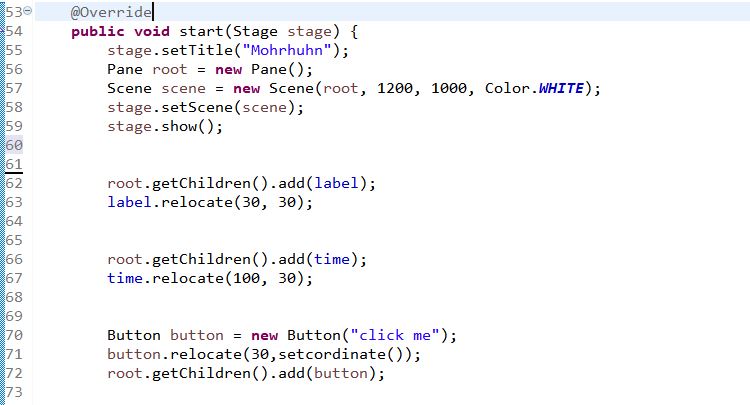 53 @Override
54 public void start(Stage stage) {
55 stage.setTitle("Mohrhuhn");
56 Pane root = new Pane();
57 Scene scene = new Scene(root, 1200, 1000, Color.WHITE);
58 stage.setScene(scene);
59 stage.show();
60
61
62 root.getChildren().add(label);
63 label.relocate(30, 30);
64
65
66 root.getChildren().add(time);
67 time.relocate(100, 30);
68
69
70 Button button = new Button("click me");
71 button.relocate(30,setcordinate());
72 root.getChildren().add(button);
73